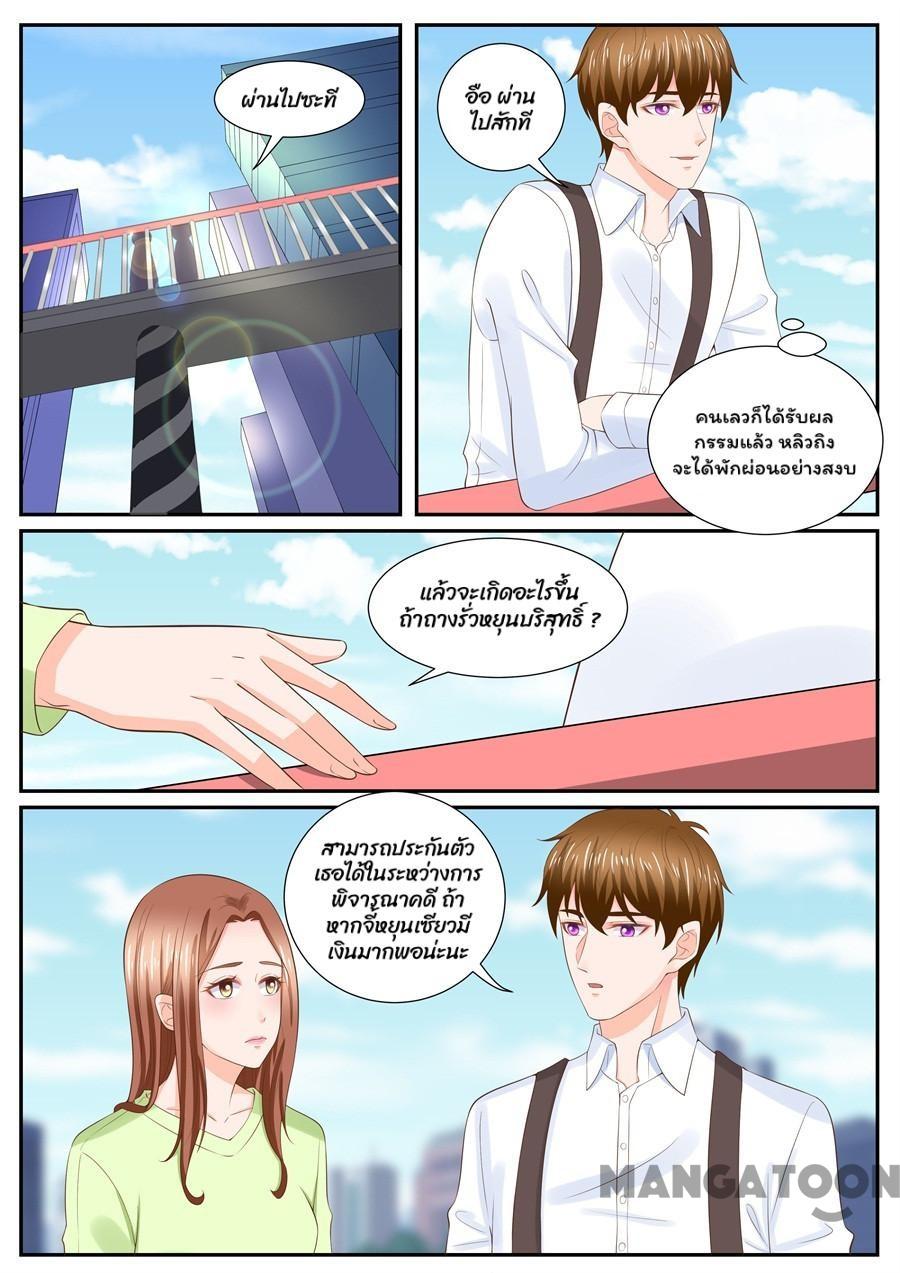 ผ่านไปซะที
อือ ผ่าน
ไปสักที
คนเลวก็ได้รับผล
กรรมแล้ว หลิวถิง
จะได้พักผ่อนอย่างสงบ
แล้วจะเกิดอะไรขึ้น
ถ้าถางรั่วหยุนบริสุทธิ์ ?
สามารถประกันตัว
เธอได้ในระหว่างการ
พิจารณาคดี ถ้า
หากจี้หยุนเซียวมี
เงินมากพอน่ะนะ
MANGATOON